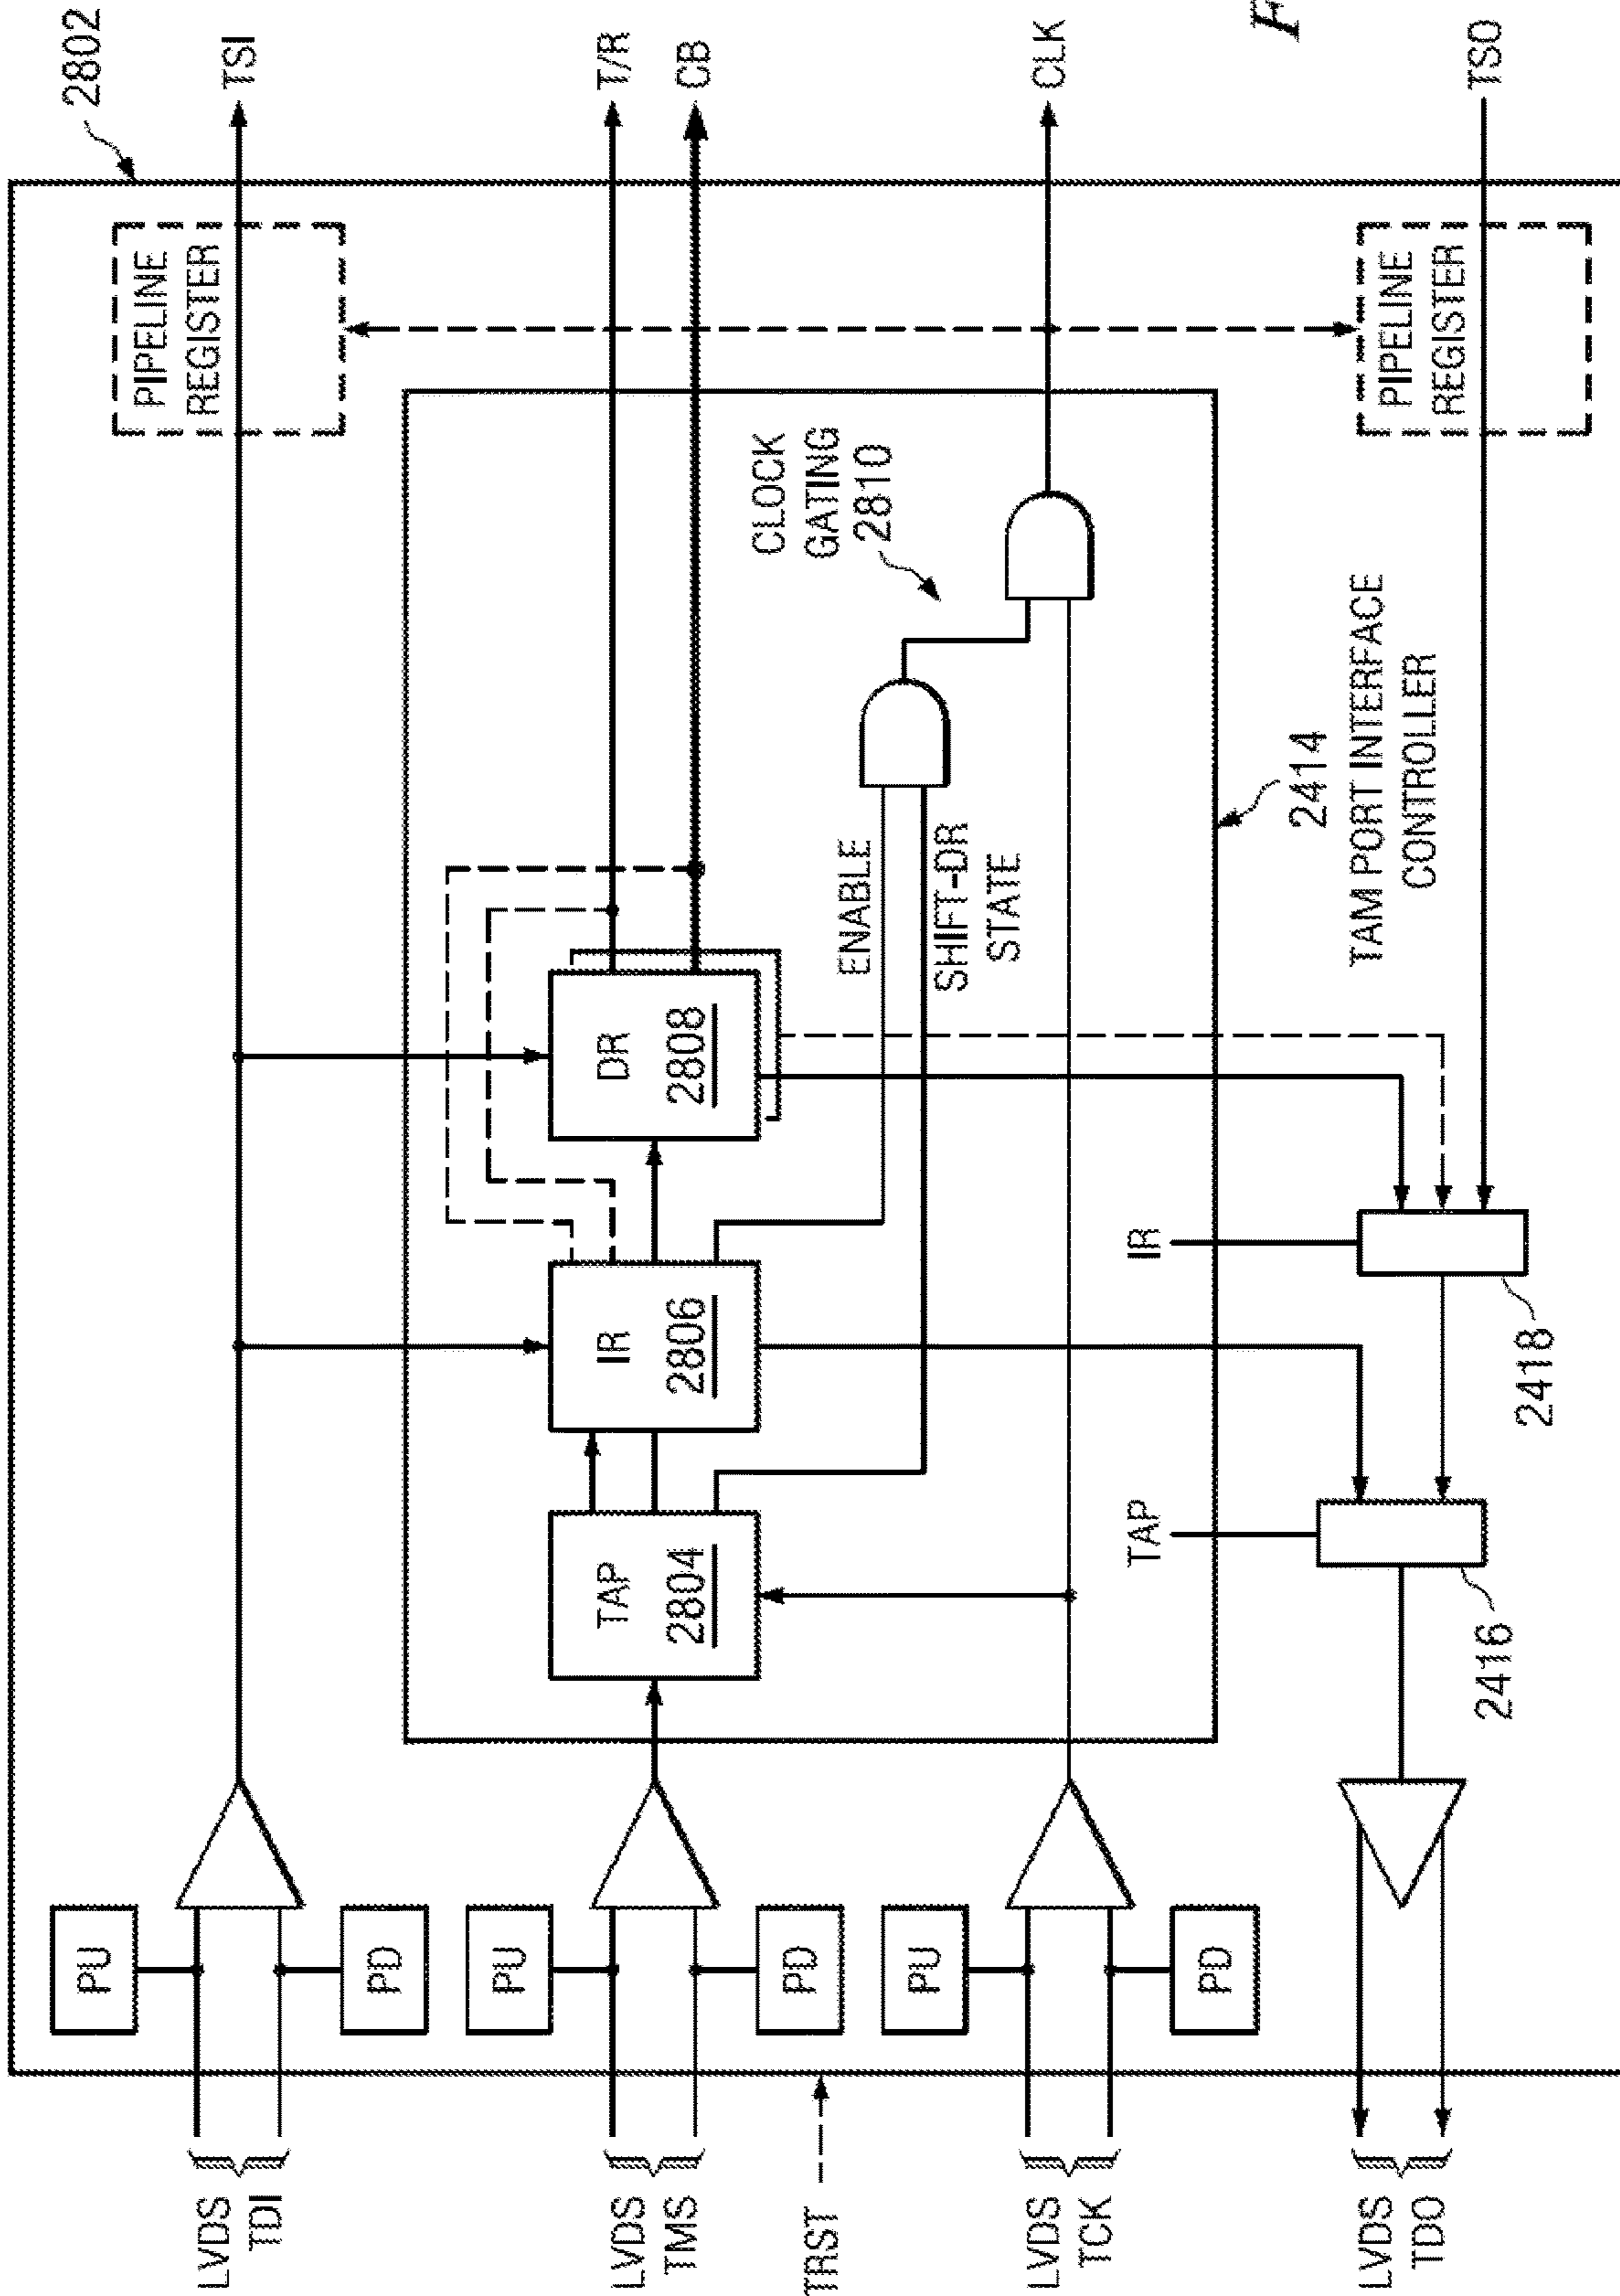 2802
LVDS
TDI
PU
PD
PIPELINE
REGISTER
TSI
LVDS
TMS
PU
PD
TAP
2804
IR
2806
DR
2808
T/R
CB
TRST
ENABLE
SHIFT-DR
STATE
CLOCK
GATING
2810
LVDS
TCK
PU
PD
CLK
TAP
IR
2414
TAM PORT INTERFACE
CONTROLLER
LVDS
TDO
2416
2418
PIPELINE
REGISTER
TSO